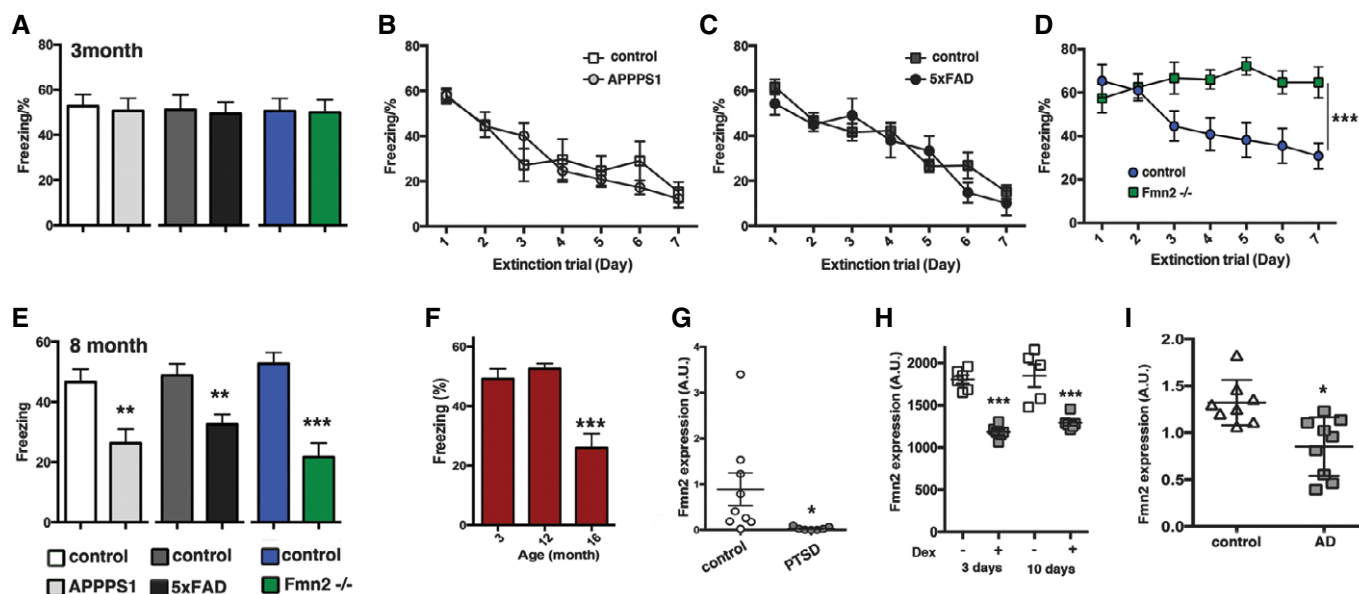 A
3month
Freezing/%
80
60
40
20
0
B
control
APPPS1
Freezing/%
80
60
40
20
0
1 2 3 4 5 6 7
Extinction trial (Day)
C
control
5xFAD
Freezing/%
80
60
40
20
0
1 2 3 4 5 6 7
Extinction trial (Day)
D
Freezing/%
80
60
40
20
0
***
control
Fmn2 -/-
1 2 3 4 5 6 7
Extinction trial (Day)
E
8 month
Freezing
60
40
20
0
** ** ***
control control control
APPPS1 5xFAD Fmn2 -/-
F
Freezing (%)
60
40
20
0
***
3 12 16
Age (month)
G
Fmn2 expression (A.U.)
4
3
2
1
0
*
control PTSD
H
Fmn2 expression (A.U.)
2000
1500
1000
500
0
*** ***
Dex - + - +
3 days 10 days
I
Fmn2 expression (A.U.)
2.0
1.5
1.0
0.5
0.0
*
control AD